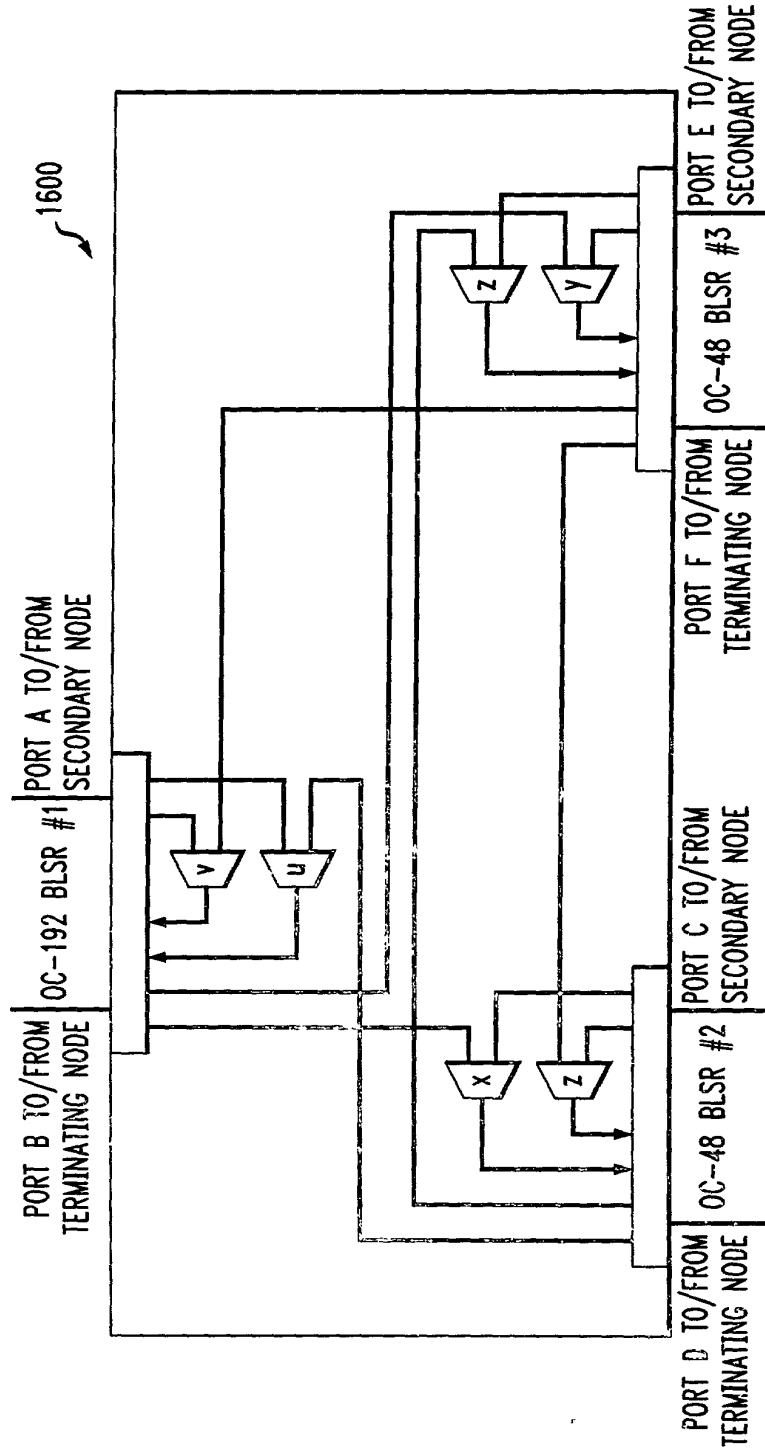 1600
PORT B TO/FROM
TERMINATING NODE
OC-192 BLSR #1
PORT A TO/FROM
SECONDARY NODE
v
u
x
z
z
y
PORT D TO/FROM
TERMINATING NODE
OC-48 BLSR #2
PORT C TO/FROM
SECONDARY NODE
PORT F TO/FROM
TERMINATING NODE
OC-48 BLSR #3
PORT E TO/FROM
SECONDARY NODE